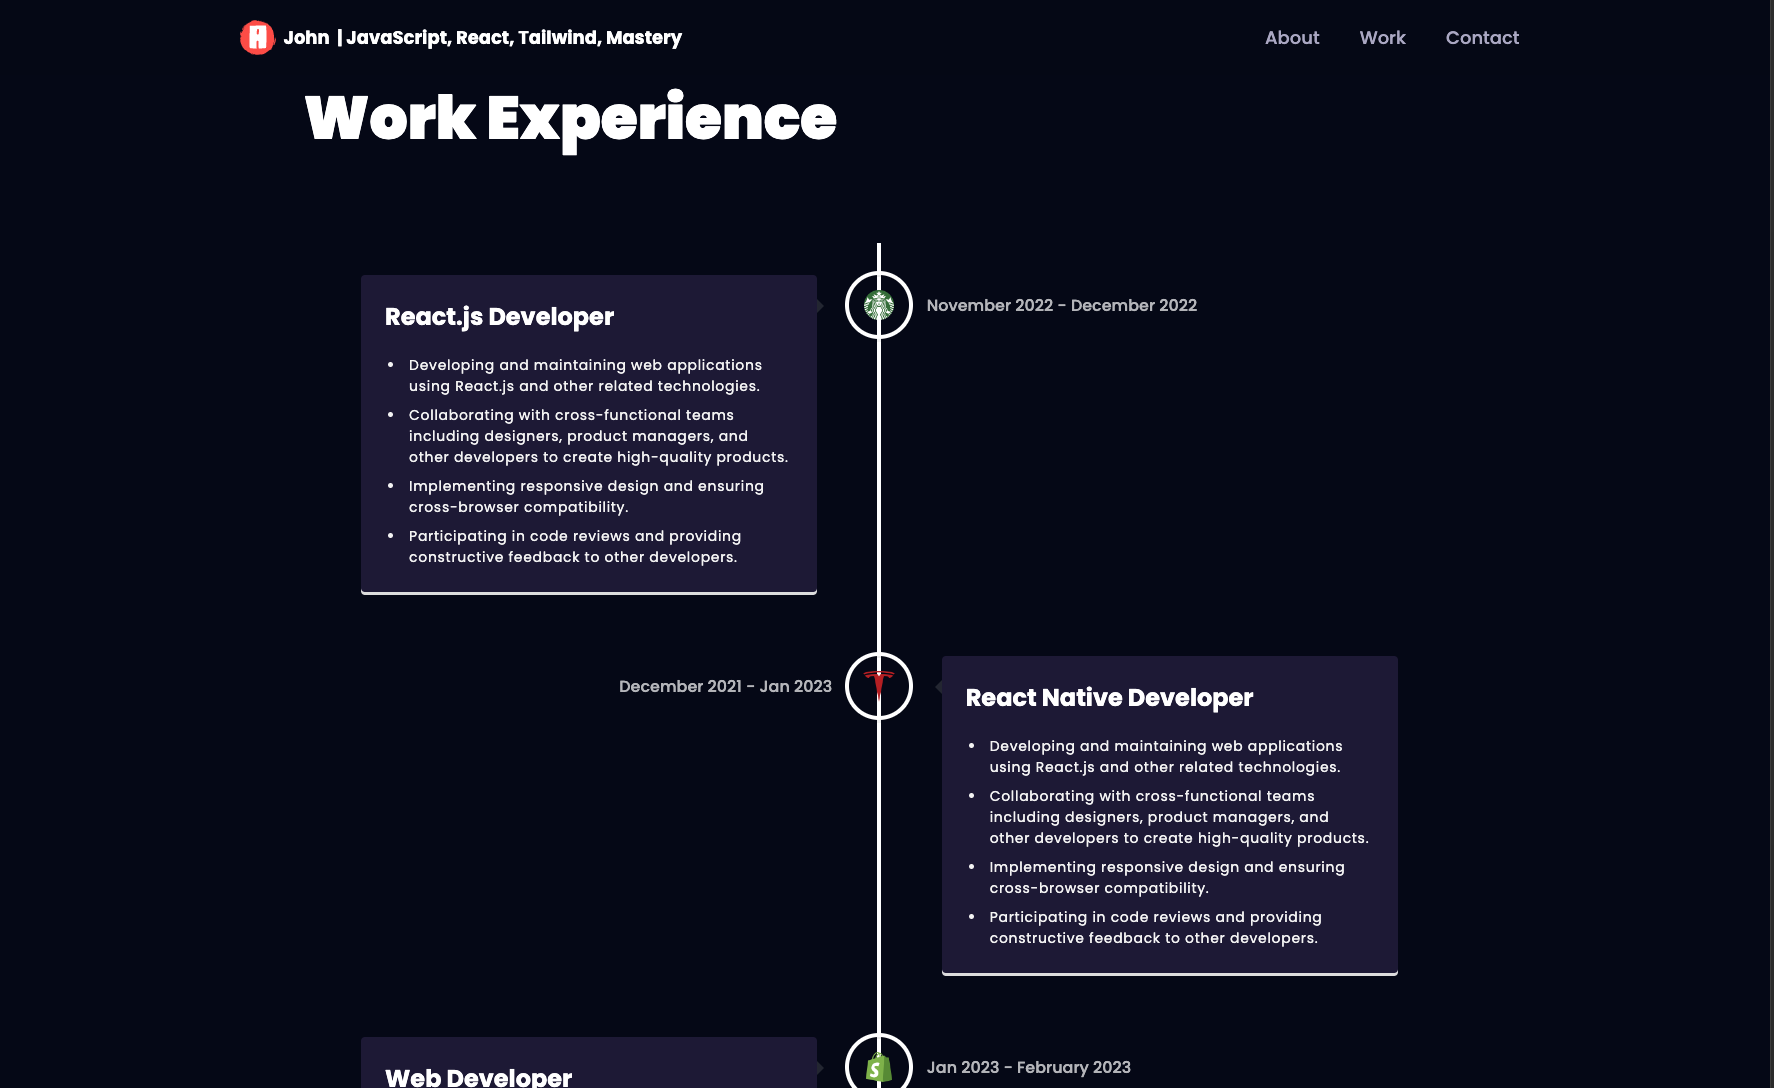 John | JavaScript, React, Tailwind, Mastery
About
Work
Contact
Work Experience
React.js Developer
• Developing and maintaining web applications
using React.js and other related technologies.
• Collaborating with cross-functional teams
including designers, product managers, and
other developers to create high-quality products.
• Implementing responsive design and ensuring
cross-browser compatibility.
• Participating in code reviews and providing
constructive feedback to other developers.
November 2022 - December 2022
December 2021 - Jan 2023
React Native Developer
• Developing and maintaining web applications
using React.js and other related technologies.
• Collaborating with cross-functional teams
including designers, product managers, and
other developers to create high-quality products.
• Implementing responsive design and ensuring
cross-browser compatibility.
• Participating in code reviews and providing
constructive feedback to other developers.
Web Developer
Jan 2023 - February 2023